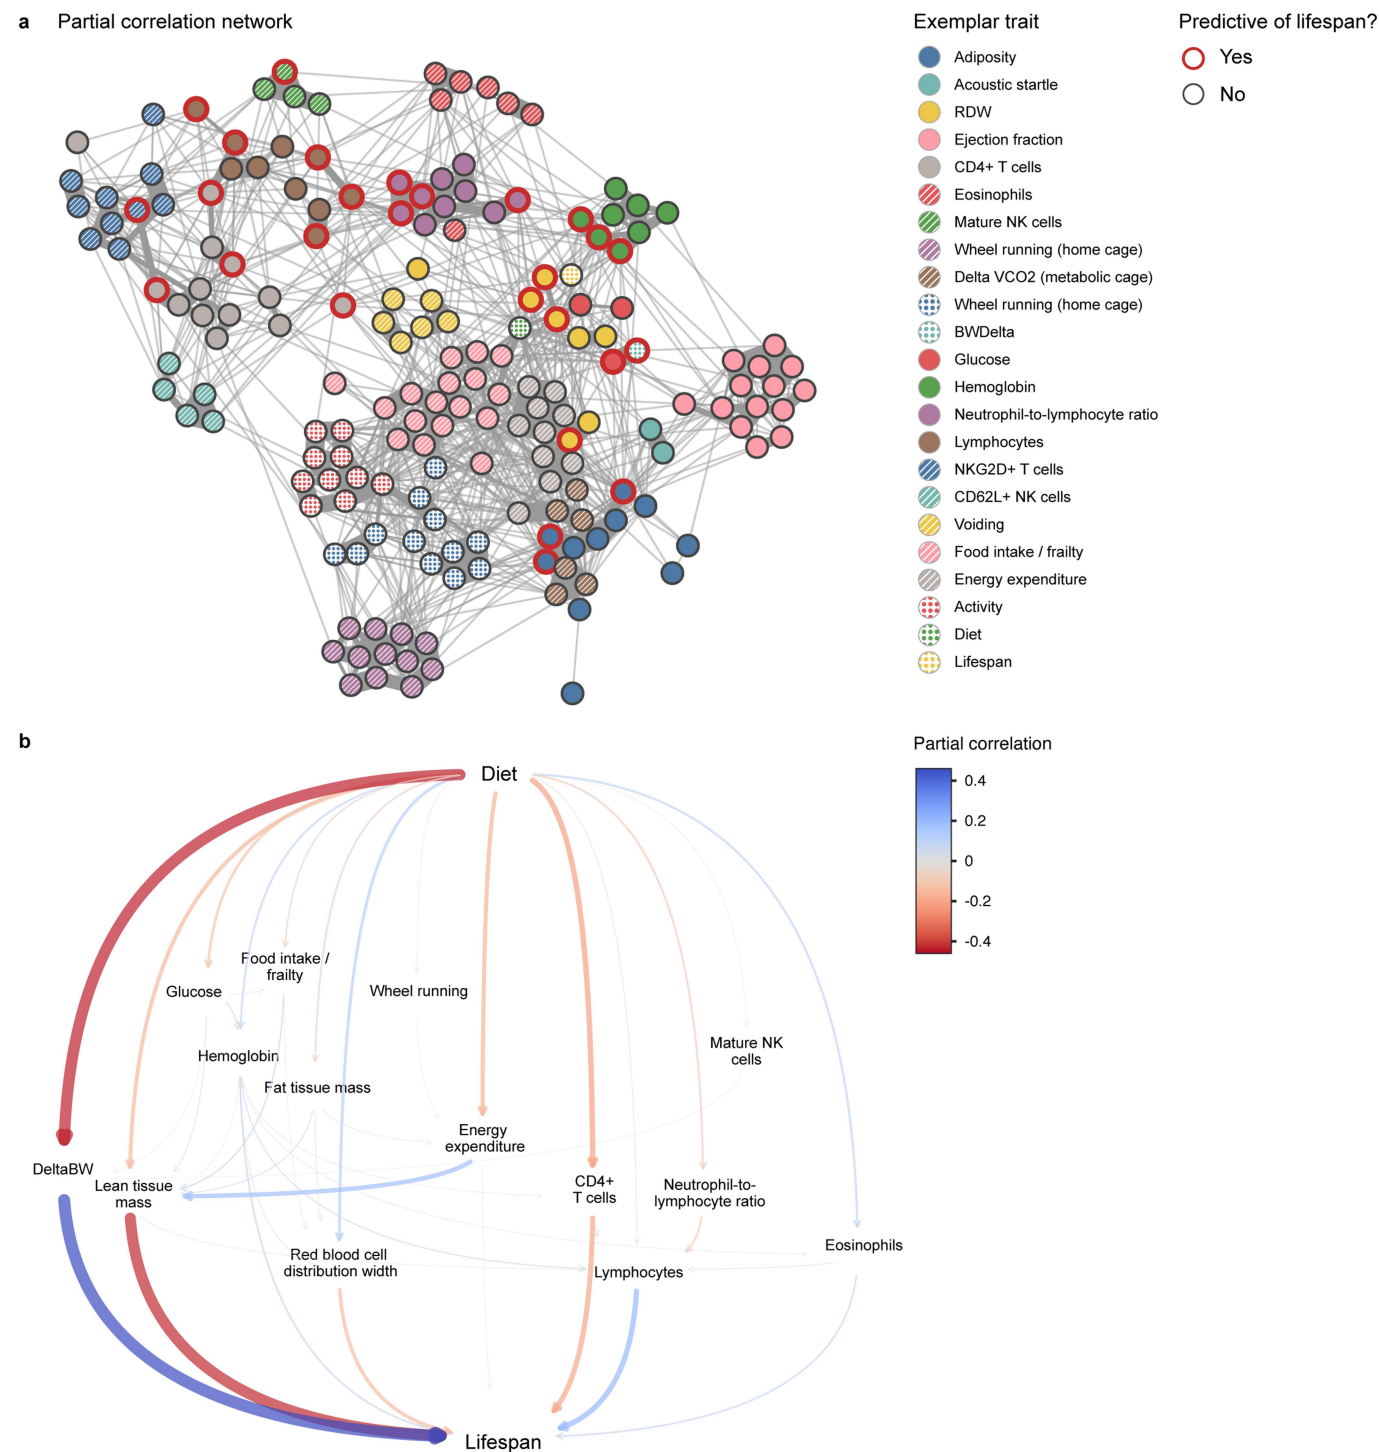 a Partial correlation network
Exemplar trait
Adiposity
Acoustic startle
RDW
Ejection fraction
CD4+ T cells
Eosinophils
Mature NK cells
Wheel running (home cage)
Delta VCO2 (metabolic cage)
Wheel running (home cage)
BWDelta
Glucose
Hemoglobin
Neutrophil-to-lymphocyte ratio
Lymphocytes
NKG2D+ T cells
CD62L+ NK cells
Voiding
Food intake / frailty
Energy expenditure
Activity
Diet
Lifespan
Predictive of lifespan?
Yes
No
b
Diet
Food intake /
frailty
Glucose
Wheel running
Hemoglobin
Mature NK
cells
Fat tissue mass
Energy
expenditure
DeltaBW
Lean tissue
mass
CD4+
T cells
Neutrophil-to-
lymphocyte ratio
Red blood cell
distribution width
Lymphocytes
Eosinophils
Lifespan
Partial correlation
0.4
0.2
0
-0.2
-0.4